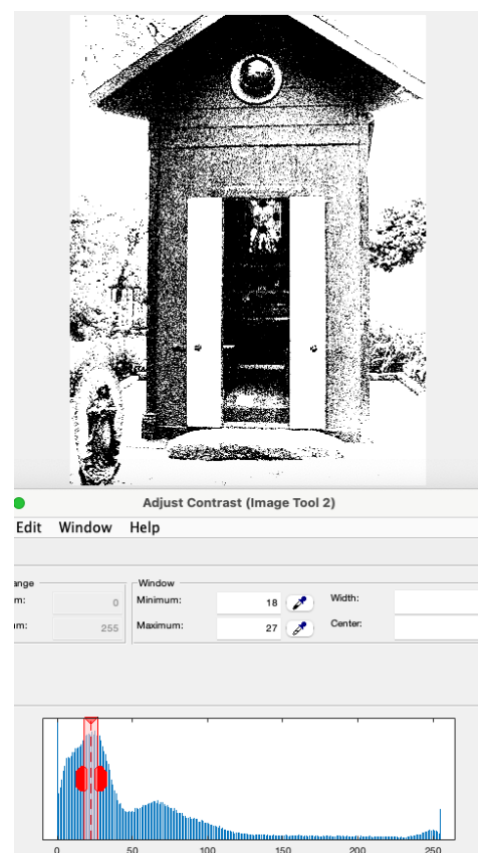 Adjust Contrast (Image Tool 2)
Edit Window Help
ange
Window
m: 0
Minimum: 18
Width:
um: 255
Maximum: 27
Center:
0 50 100 150 200 250